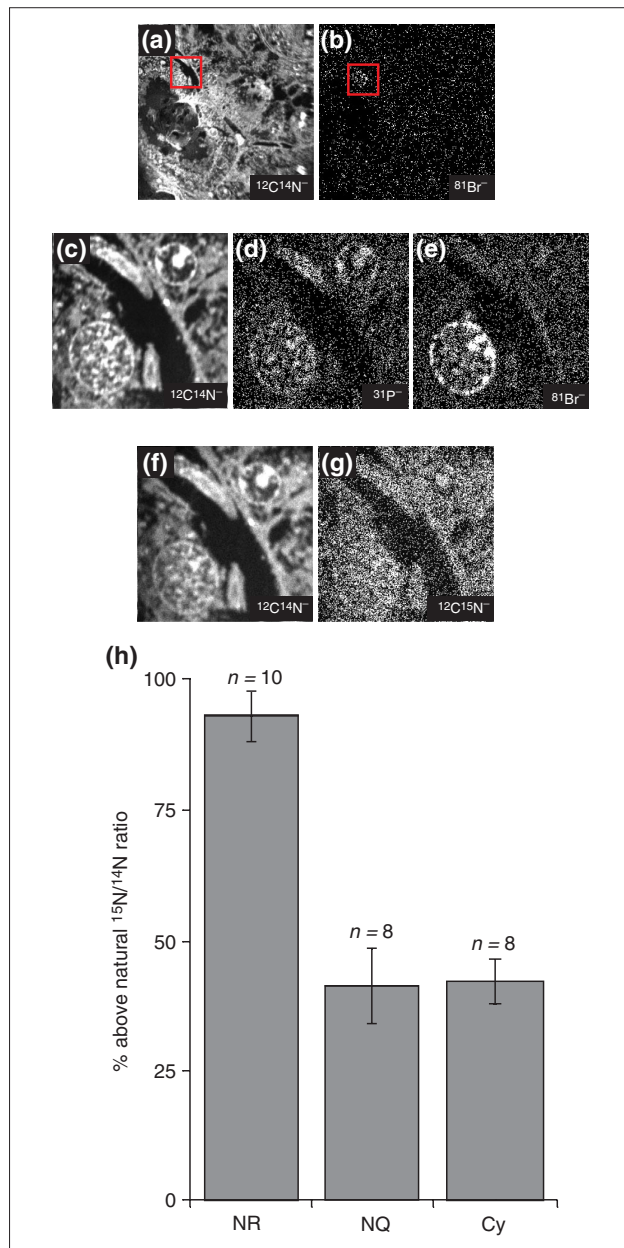 (a)
¹²C¹⁴N⁻
(b)
⁸¹Br⁻
(c)
¹²C¹⁴N⁻
(d)
³¹P⁻
(e)
⁸¹Br⁻
(f)
¹²C¹⁴N⁻
(g)
¹²C¹⁵N⁻
(h)
% above natural ¹⁵N/¹⁴N ratio
100
75
50
25
0
n = 10
n = 8
n = 8
NR
NQ
Cy